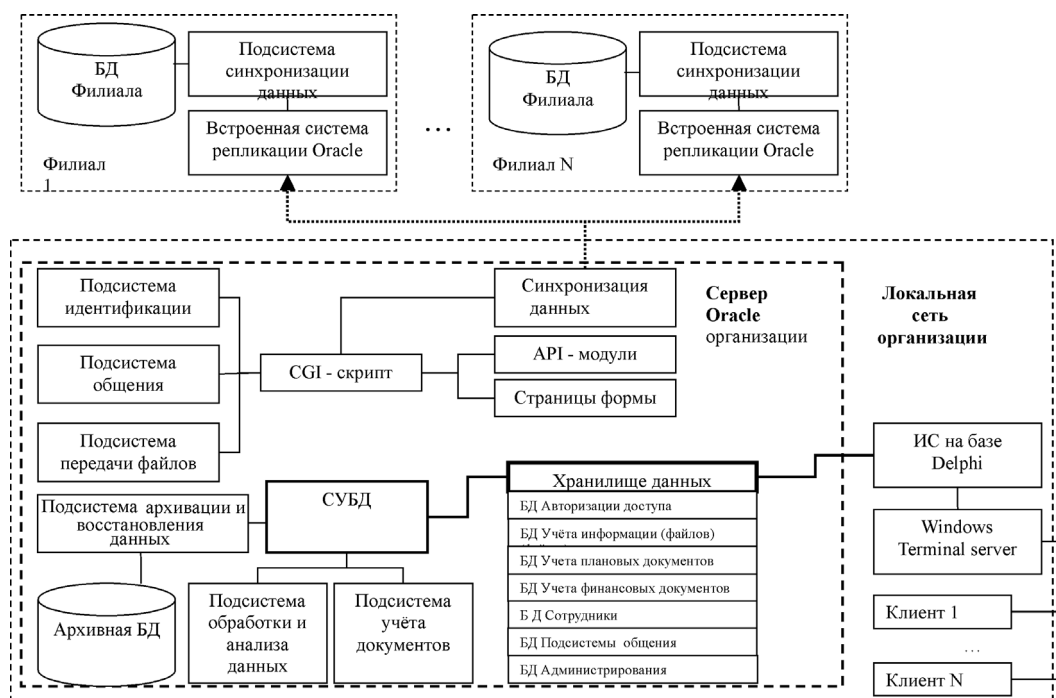 БД
Филиала
Подсистема
синхронизации
данных
Встроенная система
репликации Oracle
Филиал
1
...
БД
Филиала
Подсистема
синхронизации
данных
Встроенная система
репликации Oracle
Филиал N
Подсистема
идентификации
Подсистема
общения
Подсистема
передачи файлов
CGI - скрипт
Синхронизация
данных
API - модули
Страницы формы
Сервер
Oracle
организации
Локальная
сеть
организации
Подсистема архивации и
восстановления
данных
СУБД
Архивная БД
Подсистема
обработки и
анализа
данных
Подсистема
учёта
документов
Хранилище данных
БД Авторизации доступа
БД Учёта информации (файлов)
БД Учета плановых документов
БД Учета финансовых документов
Б Д Сотрудники
БД Подсистемы общения
БД Администрирования
ИС на базе
Delphi
Windows
Terminal server
Клиент 1
...
Клиент N